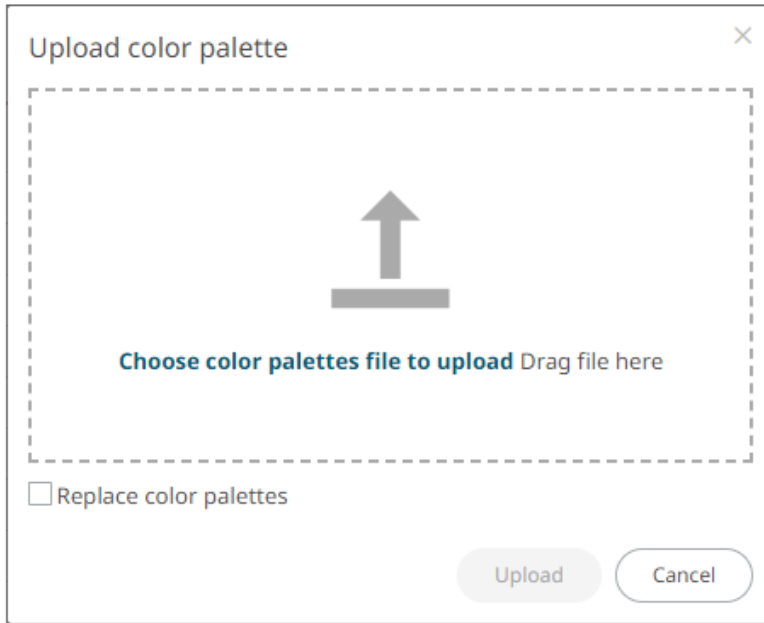 Upload color palette
Choose color palettes file to upload Drag file here
Replace color palettes
Upload
Cancel